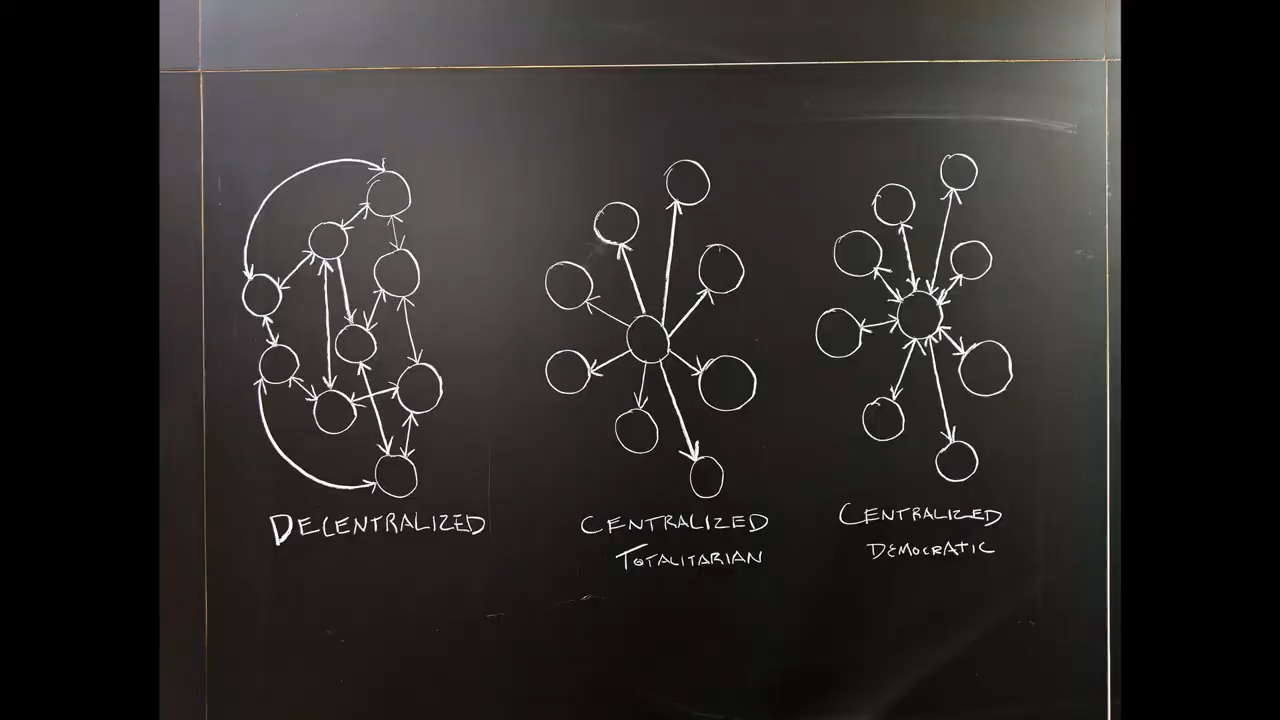 DECENTRALIZED
CENTRALIZED
TOTALITARIAN
CENTRALIZED
DEMOCRATIC